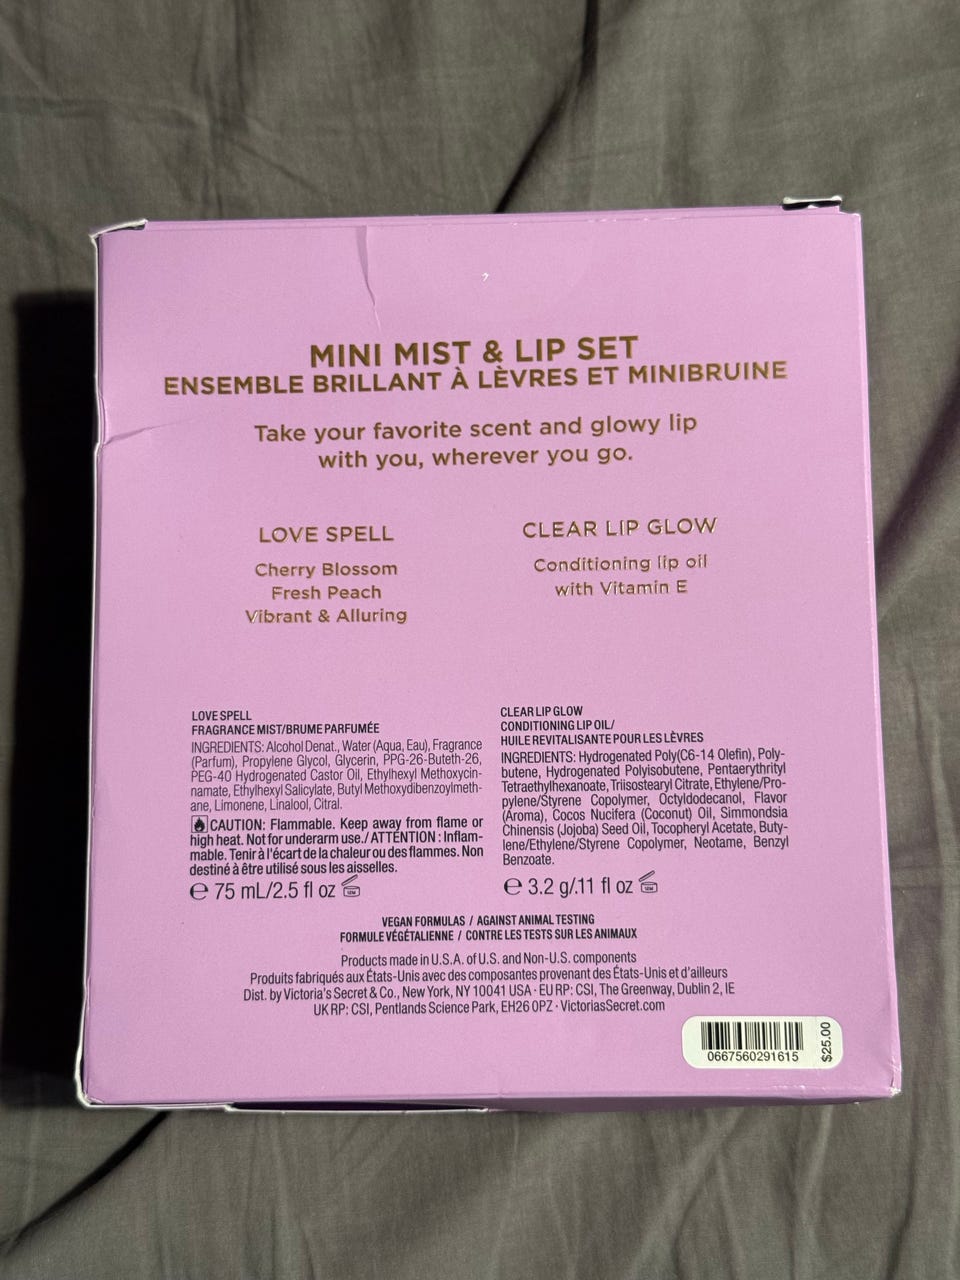 MINI MIST & LIP SET
ENSEMBLE BRILLANT À LÈVRES ET MINIBRUINE
Take your favorite scent and glowy lip
with you, wherever you go.
LOVE SPELL
Cherry Blossom
Fresh Peach
Vibrant & Alluring
CLEAR LIP GLOW
Conditioning lip oil
with Vitamin E
LOVE SPELL
FRAGRANCE MIST/BRUME PARFUMÉE
INGREDIENTS: Alcohol Denat., Water (Aqua, Eau), Fragrance
(Parfum), Propylene Glycol, Glycerin, PPG-26-Buteth-26,
PEG-40 Hydrogenated Castor Oil, Ethylhexyl Methoxycin-
namate, Ethylhexyl Salicylate, Butyl Methoxydibenzoylmeth-
ane, Limonene, Linalool, Citral.
CAUTION: Flammable. Keep away from flame or
high heat. Not for underarm use./ ATTENTION : Inflam-
mable. Tenir à l'écart de la chaleur ou des flammes. Non
destiné à être utilisé sous les aisselles.
℮ 75 mL/2.5 fl oz
CLEAR LIP GLOW
CONDITIONING LIP OIL/
HUILE REVITALISANTE POUR LES LÈVRES
INGREDIENTS: Hydrogenated Poly(C6-14 Olefin), Poly-
butene, Hydrogenated Polyisobutene, Pentaerythrityl
Tetraethylhexanoate, Triisostearyl Citrate, Ethylene/Pro-
pylene/Styrene Copolymer, Octyldodecanol, Flavor
(Aroma), Cocos Nucifera (Coconut) Oil, Simmondsia
Chinensis (Jojoba) Seed Oil, Tocopheryl Acetate, Buty-
lene/Ethylene/Styrene Copolymer, Neotame, Benzyl
Benzoate.
℮ 3.2 g/.11 fl oz
VEGAN FORMULAS / AGAINST ANIMAL TESTING
FORMULE VÉGÉTALIENNE / CONTRE LES TESTS SUR LES ANIMAUX
Products made in U.S.A. of U.S. and Non-U.S. components
Produits fabriqués aux États-Unis avec des composantes provenant des États-Unis et d'ailleurs
Dist. by Victoria's Secret & Co., New York, NY 10041 USA · EU RP: CSI, The Greenway, Dublin 2, IE
UK RP: CSI, Pentlands Science Park, EH26 0PZ · VictoriasSecret.com
0667560291615
$25.00